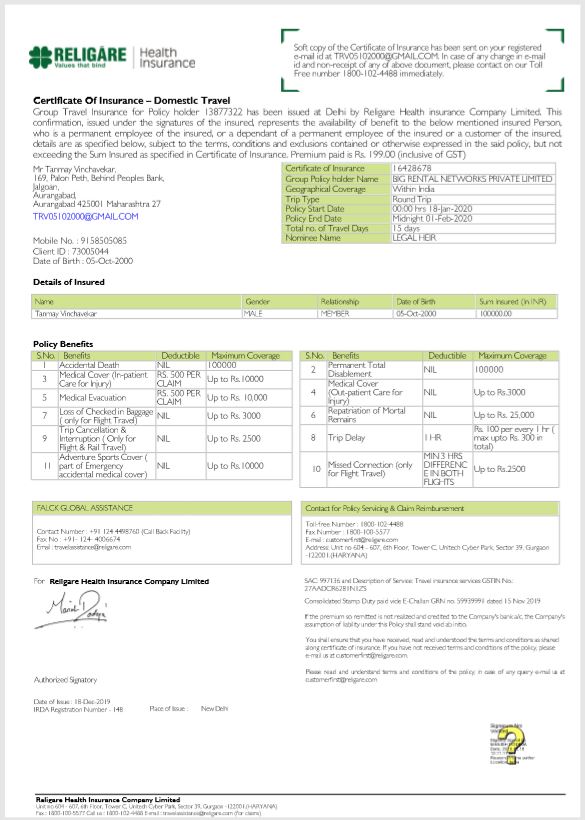 RELIGARE
Values that bind
Health
Insurance
Soft copy of the Certificate of Insurance has been sent on your registered
e-mail id at TRV05102000@GMAIL.COM. In case of any change in e-mail
id and non-receipt of any of above document, please contact on our Toll
Free number 1800-102-4488 immediately.
Certificate Of Insurance – Domestic Travel
Group Travel Insurance for Policy holder 13877322 has been issued at Delhi by Religare Health insurance Company Limited. This
confirmation, issued under the signatures of the insured, represents the availability of benefit to the below mentioned insured Person,
who is a permanent employee of the insured, or a dependant of a permanent employee of the insured or a customer of the insured,
details are below, subject to the terms, conditions and exclusions contained or otherwise expressed in the said policy, but not
exceeding the Sum Insured as specified in Certificate of Insurance. Premium paid is Rs. 199.00 (inclusive of GST)
Mr Tanmay Vinchavekar,
169, Palon Peth, Behind Peoples Bank,
Jalgoan,
Aurangabad,
Aurangabad 425001 Maharashtra 27
TRV05102000@GMAIL.COM
Mobile No. : 9158505085
Client ID : 73005044
Date of Birth : 05-Oct-2000
Certificate of Insurance 16428678
Group Policy holder Name BIG RENTAL NETWORKS PRIVATE LIMITED
Geographical Coverage Within India
Trip Type Round Trip
Policy Start Date 00:00 hrs 18-Jan-2020
Policy End Date Midnight 01-Feb-2020
Total no. of Travel Days 15 days
Nominee Name LEGAL HEIR
Details of Insured
Name Gender Relationship Date of Birth Sum Insured (In INR)
Tanmay Vinchavekar MALE MEMBER 05-Oct-2000 100000.00
Policy Benefits
S.No. Benefits Deductible Maximum Coverage
1 Accidental Death NIL 100000
3 Medical Cover (In-patient Care for Injury) RS. 500 PER CLAIM Up to Rs.10000
5 Medical Evacuation RS. 500 PER CLAIM Up to Rs. 10,000
7 Loss of Checked in Baggage ( only for Flight Travel) NIL Up to Rs. 3000
9 Trip Cancellation & Interruption ( Only for Flight & Rail Travel) NIL Up to Rs. 2500
11 Adventure Sports Cover ( part of Emergency accidental medical cover) NIL Up to Rs.10000
S.No. Benefits Deductible Maximum Coverage
2 Permanent Total Disablement NIL 100000
4 Medical Cover (Out-patient Care for Injury) NIL Up to Rs.3000
6 Repatriation of Mortal Remains NIL Up to Rs. 25,000
8 Trip Delay 1 HR Rs. 100 per every 1 hr ( max upto Rs. 300 in total)
10 Missed Connection (only for Flight Travel) MIN 3 HRS DIFFERENC E IN BOTH FLIGHTS Up to Rs.2500
FALCK GLOBAL ASSISTANCE
Contact Number : +91 124 4498760 (Call Back Facility)
Fax No : +91- 124- 4006674
Email : travelassistance@religare.com
Contact for Policy Servicing & Claim Reimbursement
Toll-free Number : 1800-102-4488
Fax Number : 1800-100-5577
E-mail : customerfirst@religare.com
Address: Unit no 604 - 607, 6th Floor, Tower C, Unitech Cyber Park, Sector 39, Gurgaon
-122001.(HARYANA)
For Religare Health Insurance Company Limited
Authorized Signatory
Date of Issue : 18-Dec-2019
IRDA Registration Number - 148 Place of Issue : New Delhi
SAC: 997136 and Description of Service: Travel insurance services GSTIN No.:
Consolidated Stamp Duty paid vide E-Challan GRN no. 59939991 dated 15 Nov 2019
If the premium so remitted is not realized and credited to the Company's bank a/c, the Company's
assumption of liability under this Policy shall stand void ab initio.
You shall ensure that you have received, read and understood the terms and conditions as shared
along certificate of insurance. If you have not received terms and conditions of the policy, please
e-mail us at customerfirst@religare.com
Please read and understand terms and conditions of the policy, in case of any query e-mail us at
customerfirst@religare.com
Religare Health Insurance Company Limited
Unit no 604 - 607, 6th Floor, Tower C, Unitech Cyber Park, Sector 39, Gurgaon -122001.(HARYANA)
Fax : 1800-100-5577 Call us : 1800-102-4488 E-mail : travelassistance@religare.com (for claims)